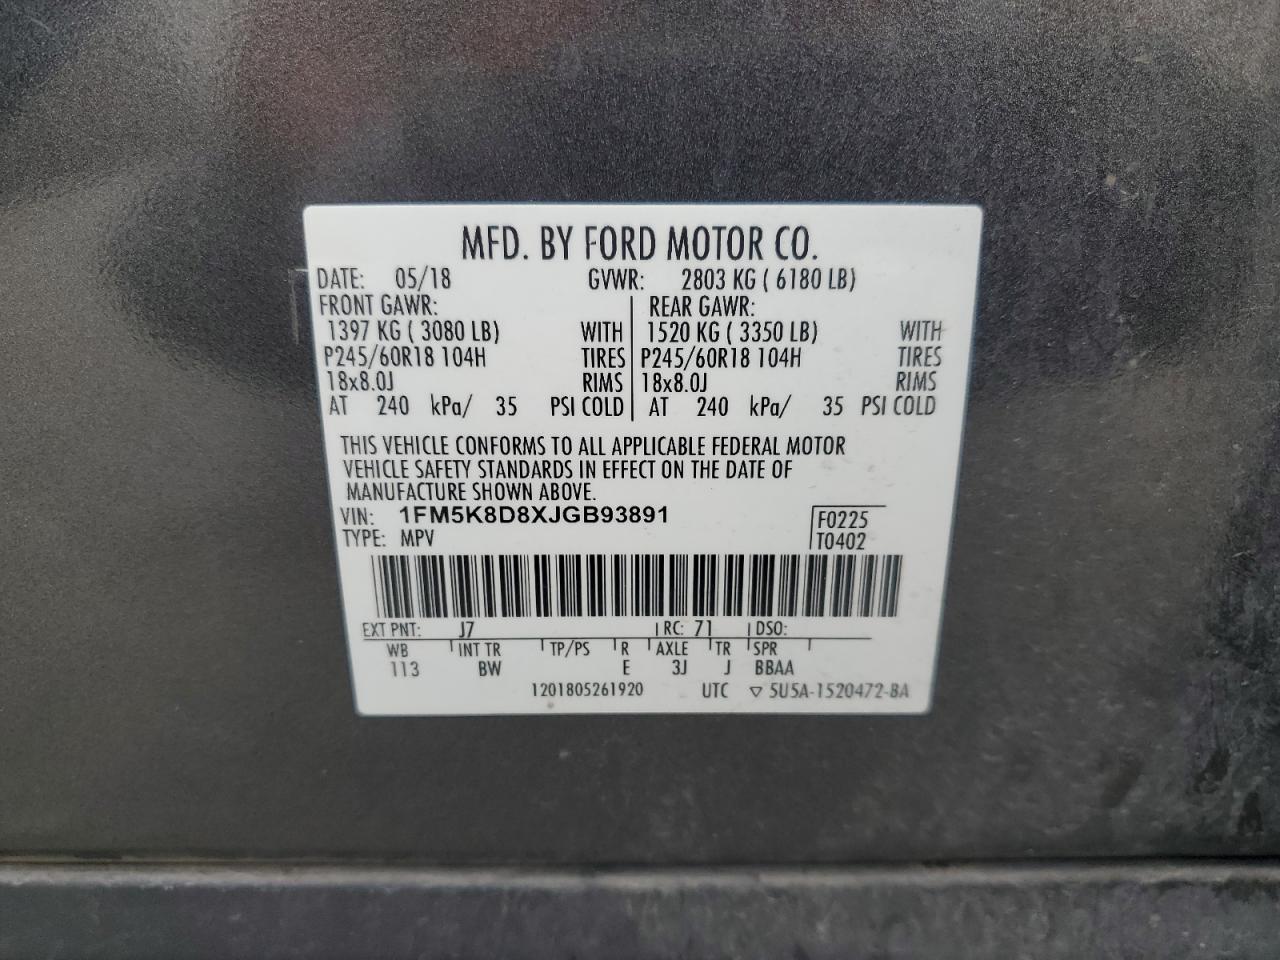 MFD. BY FORD MOTOR CO.
DATE: 05/18 GVWR: 2803 KG ( 6180 LB)
FRONT GAWR: REAR GAWR:
1397 KG ( 3080 LB) WITH 1520 KG ( 3350 LB) WITH
P245/60R18 104H TIRES P245/60R18 104H TIRES
18x8.0J RIMS 18x8.0J RIMS
AT 240 kPa/ 35 PSI COLD AT 240 kPa/ 35 PSI COLD
THIS VEHICLE CONFORMS TO ALL APPLICABLE FEDERAL MOTOR
VEHICLE SAFETY STANDARDS IN EFFECT ON THE DATE OF
MANUFACTURE SHOWN ABOVE.
VIN: 1FM5K8D8XJGB93891 F0225
TYPE: MPV T0402
EXT PNT: J7 RC: 71 DSO:
WB INT TR TP/PS R AXLE TR SPR
113 BW E 3J J BBAA
1201805261920 UTC ▽ 5U5A-1520472-BA